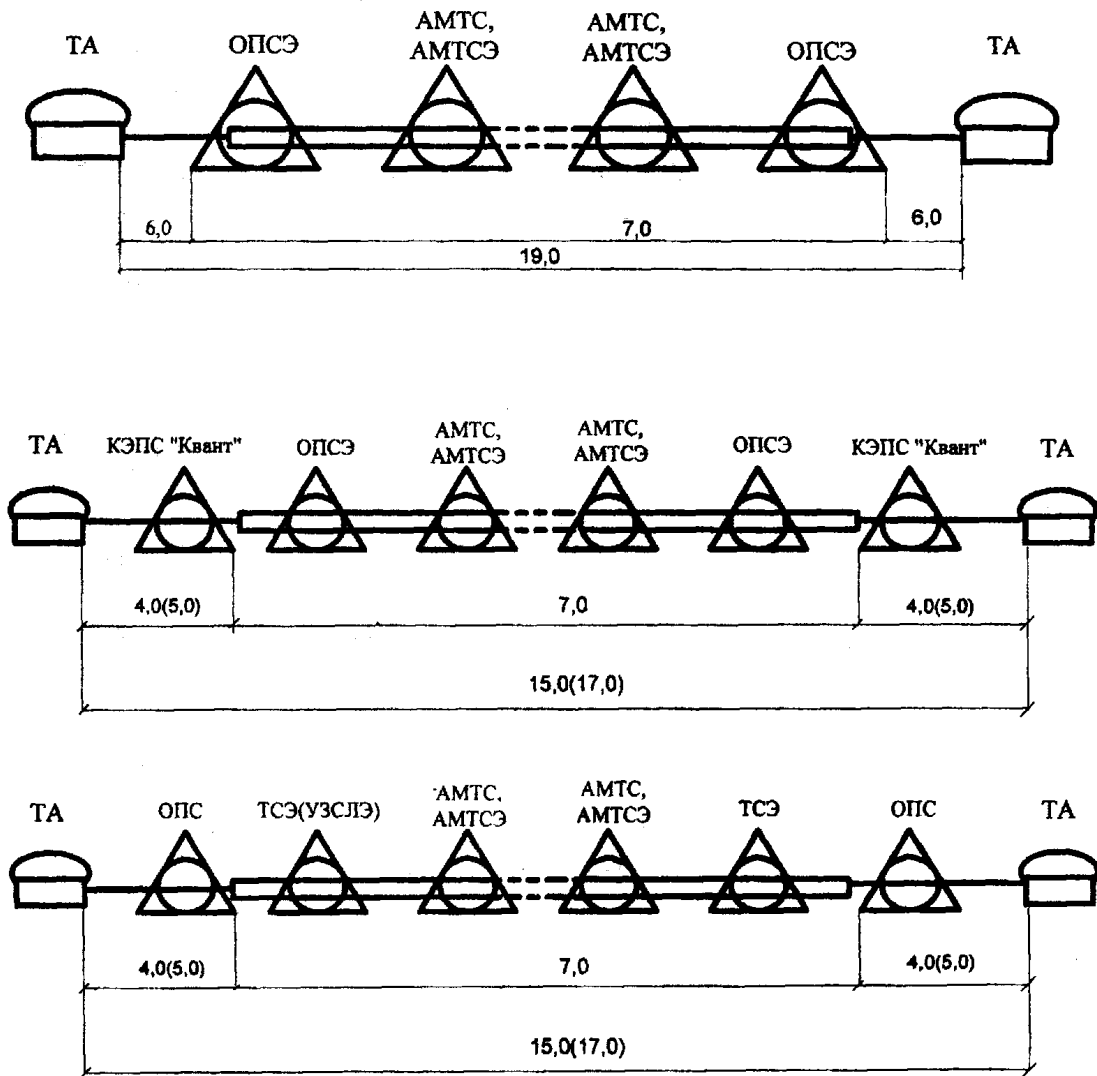 ТА
ОПСЭ
АМТС,
АМТСЭ
АМТС,
АМТСЭ
ОПСЭ
ТА
6,0
7,0
6,0
19,0
ТА
КЭПС "Квант"
ОПСЭ
АМТС,
АМТСЭ
АМТС,
АМТСЭ
ОПСЭ
КЭПС "Квант"
ТА
4,0(5,0)
7,0
4,0(5,0)
15,0(17,0)
ТА
ОПС
ТСЭ(УЗСЛЭ)
АМТС,
АМТСЭ
АМТС,
АМТСЭ
ТСЭ
ОПС
ТА
4,0(5,0)
7,0
4,0(5,0)
15,0(17,0)